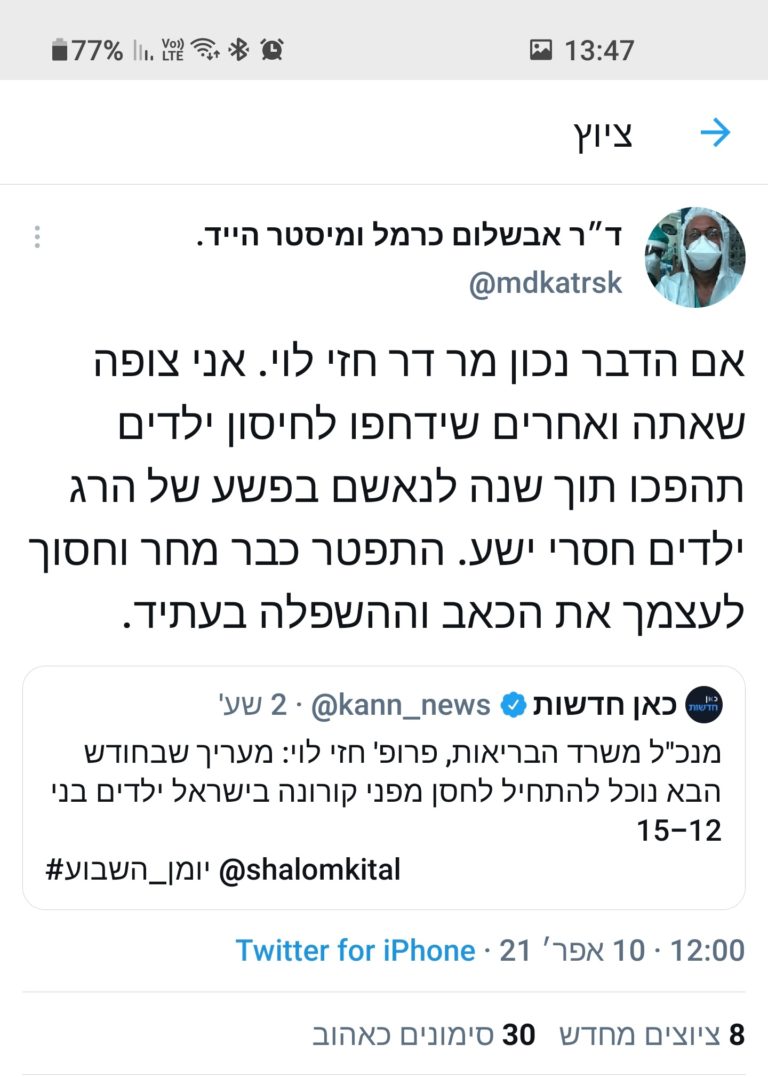 77% Vo)) LTE 13:47
ציוץ
ד״ר אבשלום כרמל ומיסטר הייד.
@mdkatrsk
אם הדבר נכון מר דר חזי לוי. אני צופה
שאתה ואחרים שידחפו לחיסון ילדים
תהפכו תוך שנה לנאשם בפשע של הרג
ילדים חסרי ישע. התפטר כבר מחר וחסוך
לעצמך את הכאב וההשפלה בעתיד.
כאן חדשות
כאן חדשות @kann_news · 2 שע'
מנכ"ל משרד הבריאות, פרופ' חזי לוי: מעריך שבחודש
הבא נוכל להתחיל לחסן מפני קורונה בישראל ילדים בני
12–15
@shalomkital יומן_השבוע#
12:00 · 10 אפר׳ 21 · Twitter for iPhone
8 ציוצים מחדש 30 סימונים כאהוב